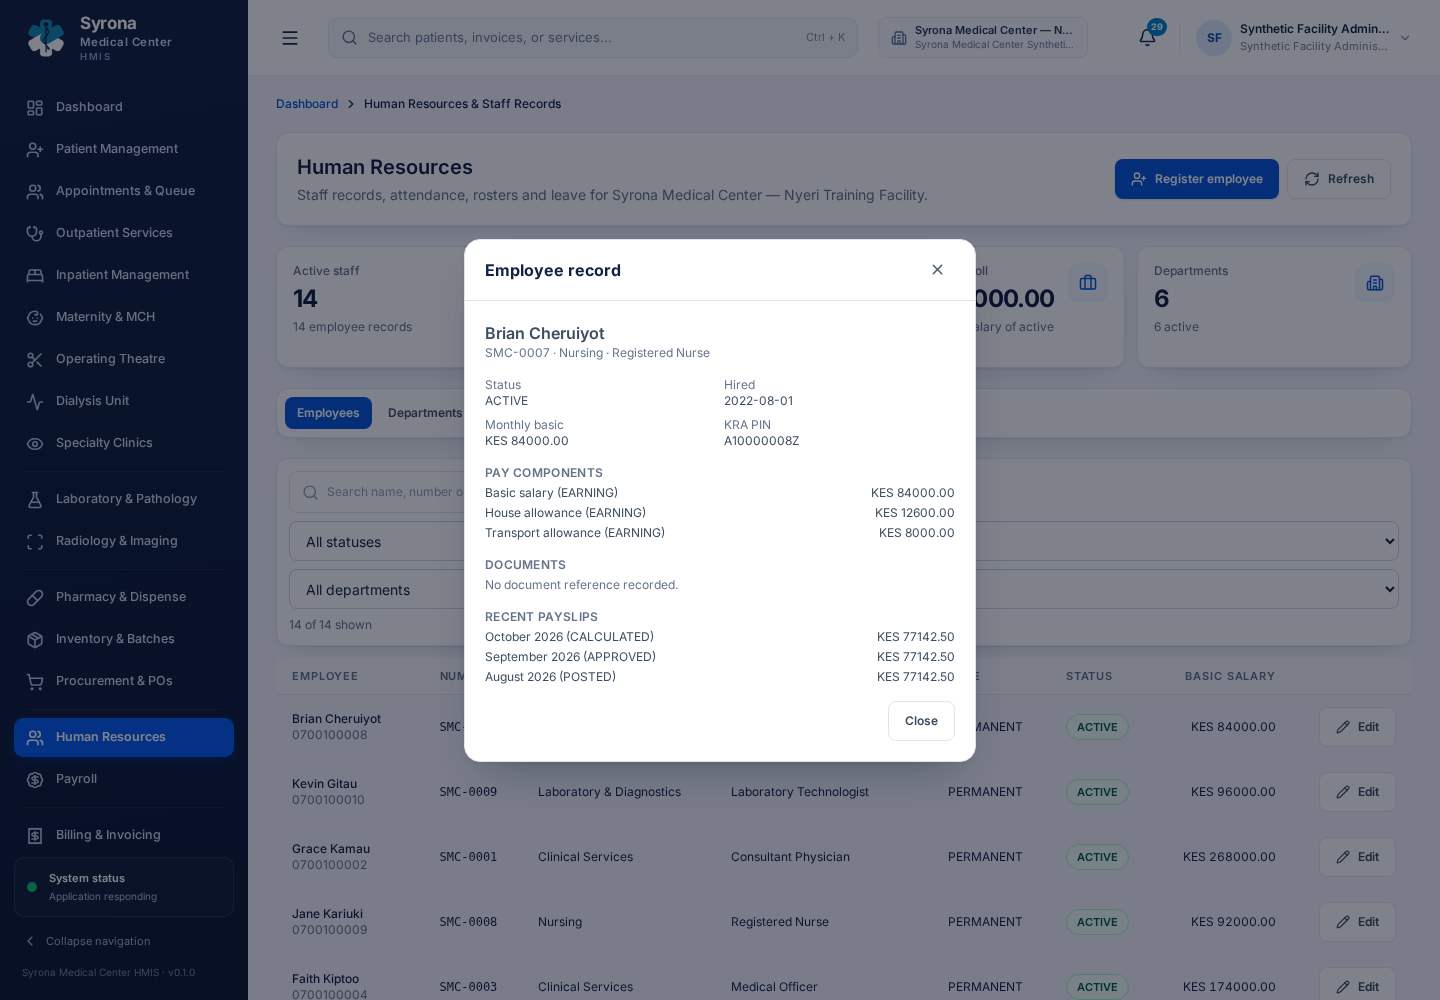 Syrona
Medical Center
HMIS
Dashboard
Patient Management
Appointments & Queue
Outpatient Services
Inpatient Management
Maternity & MCH
Operating Theatre
Dialysis Unit
Specialty Clinics
Laboratory & Pathology
Radiology & Imaging
Pharmacy & Dispense
Inventory & Batches
Procurement & POs
Human Resources
Payroll
Billing & Invoicing
System status
Application responding
Collapse navigation
Syrona Medical Center HMIS · v0.1.0
Search patients, invoices, or services...
Ctrl + K
Syrona Medical Center — N...
Syrona Medical Center Syntheti...
29
SF
Synthetic Facility Admin...
Synthetic Facility Adminis...
Dashboard > Human Resources & Staff Records
Human Resources
Staff records, attendance, rosters and leave for Syrona Medical Center — Nyeri Training Facility.
Register employee
Refresh
Active staff
14
14 employee records
oll
000.00
alary of active
Departments
6
6 active
Employees
Departments
Search name, number o
All statuses
All departments
14 of 14 shown
EMPLOYEE NUM E STATUS BASIC SALARY
Brian Cheruiyot
0700100008
SMC- MANENT ACTIVE KES 84000.00 Edit
Kevin Gitau
0700100010
SMC-0009 Laboratory & Diagnostics Laboratory Technologist PERMANENT ACTIVE KES 96000.00 Edit
Grace Kamau
0700100002
SMC-0001 Clinical Services Consultant Physician PERMANENT ACTIVE KES 268000.00 Edit
Jane Kariuki
0700100009
SMC-0008 Nursing Registered Nurse PERMANENT ACTIVE KES 92000.00 Edit
Faith Kiptoo
0700100004
SMC-0003 Clinical Services Medical Officer PERMANENT ACTIVE KES 174000.00 Edit
Employee record
Brian Cheruiyot
SMC-0007 · Nursing · Registered Nurse
Status
ACTIVE
Hired
2022-08-01
Monthly basic
KES 84000.00
KRA PIN
A10000008Z
PAY COMPONENTS
Basic salary (EARNING) KES 84000.00
House allowance (EARNING) KES 12600.00
Transport allowance (EARNING) KES 8000.00
DOCUMENTS
No document reference recorded.
RECENT PAYSLIPS
October 2026 (CALCULATED) KES 77142.50
September 2026 (APPROVED) KES 77142.50
August 2026 (POSTED) KES 77142.50
Close